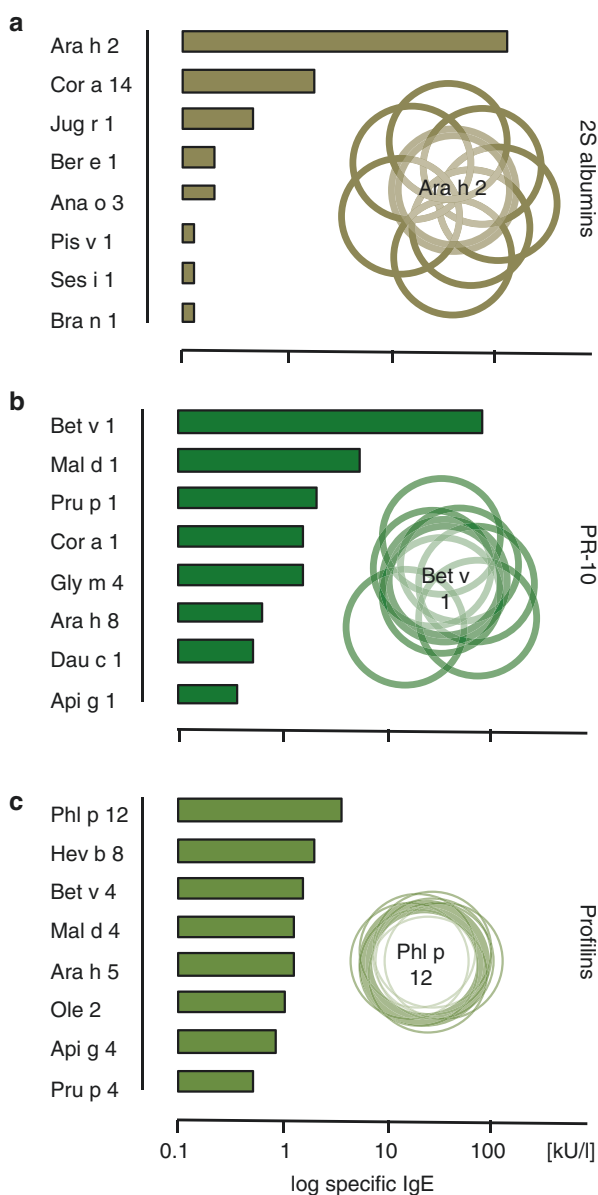 a
Ara h 2
Cor a 14
Jug r 1
Ber e 1
Ana o 3
Pis v 1
Ses i 1
Bra n 1
Ara h 2
2S albumins
b
Bet v 1
Mal d 1
Pru p 1
Cor a 1
Gly m 4
Ara h 8
Dau c 1
Api g 1
Bet v
1
PR-10
c
Phl p 12
Hev b 8
Bet v 4
Mal d 4
Ara h 5
Ole 2
Api g 4
Pru p 4
Phl p
12
Profilins
0.1 1 10 100 [kU/l]
log specific IgE